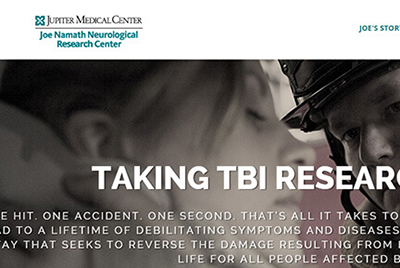 JUPITER MEDICAL CENTER
Joe Namath Neurological
Research Center
JOE'S STORY
TAKING TBI RESEARC
E HIT. ONE ACCIDENT. ONE SECOND. THAT'S ALL IT TAKES TO
AD TO A LIFETIME OF DEBILITATING SYMPTOMS AND DISEASES
AY THAT SEEKS TO REVERSE THE DAMAGE RESULTING FROM
LIFE FOR ALL PEOPLE AFFECTED B